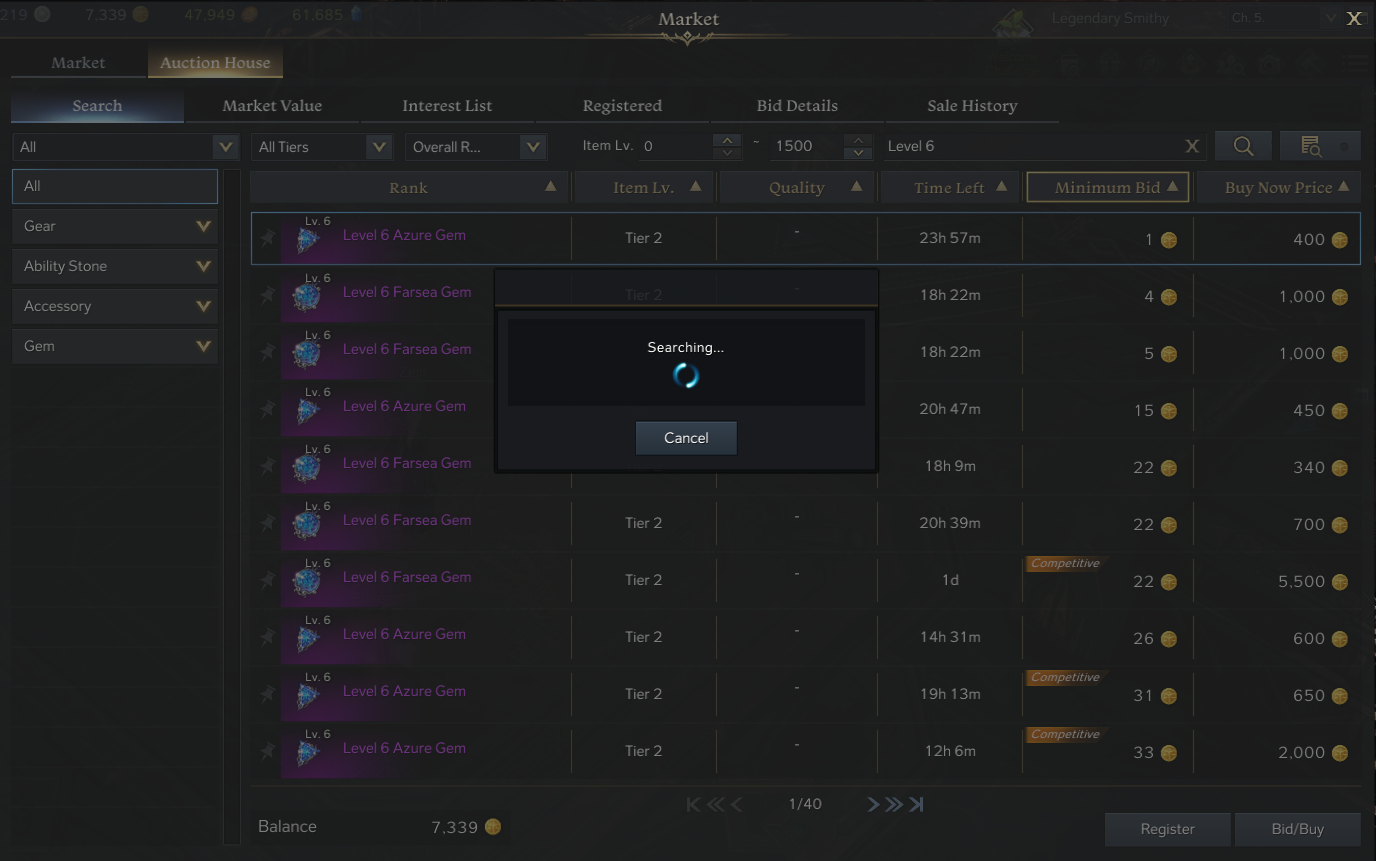 219 7,339 47,949 61,685 Market Legendary Smithy Ch. 5. X
Market Auction House
Search Market Value Interest List Registered Bid Details Sale History
All All Tiers Overall R... Item Lv. 0 ~ 1500 Level 6 X
All
Gear
Ability Stone
Accessory
Gem
Rank Item Lv. Quality Time Left Minimum Bid Buy Now Price
Lv. 6
Level 6 Azure Gem Tier 2 - 23h 57m 1 400
Lv. 6
Level 6 Farsea Gem Tier 2 - 18h 22m 4 1,000
Lv. 6
Level 6 Farsea Gem 18h 22m 5 1,000
Lv. 6
Level 6 Azure Gem 20h 47m 15 450
Lv. 6
Level 6 Farsea Gem 18h 9m 22 340
Lv. 6
Level 6 Farsea Gem Tier 2 - 20h 39m 22 700
Lv. 6 Competitive
Level 6 Farsea Gem Tier 2 - 1d 22 5,500
Lv. 6
Level 6 Azure Gem Tier 2 - 14h 31m 26 600
Lv. 6 Competitive
Level 6 Azure Gem Tier 2 - 19h 13m 31 650
Lv. 6 Competitive
Level 6 Azure Gem Tier 2 - 12h 6m 33 2,000
Searching...
Cancel
1/40
Balance 7,339
Register Bid/Buy